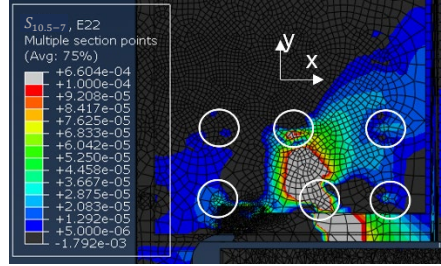 S10.5−7, E22
Multiple section points
(Avg: 75%)
+6.604e-04
+1.000e-04
+9.208e-05
+8.417e-05
+7.625e-05
+6.833e-05
+6.042e-05
+5.250e-05
+4.458e-05
+3.667e-05
+2.875e-05
+2.083e-05
+1.292e-05
+5.000e-06
-1.792e-03
y
x